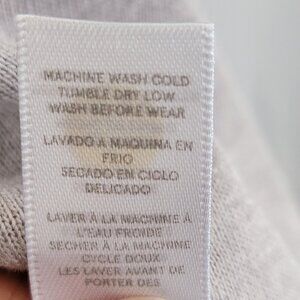 MACHINE WASH COLD
TUMBLE DRY LOW
WASH BEFORE WEAR
LAVADO A MAQUINA EN
FRIO
SECADO EN CICLO
DELICADO
LAVER À LA MACHINE À
L'EAU FROIDE
SÉCHER À LA MACHINE
CYCLE DOUX
LES LAVER AVANT DE
PORTER DES